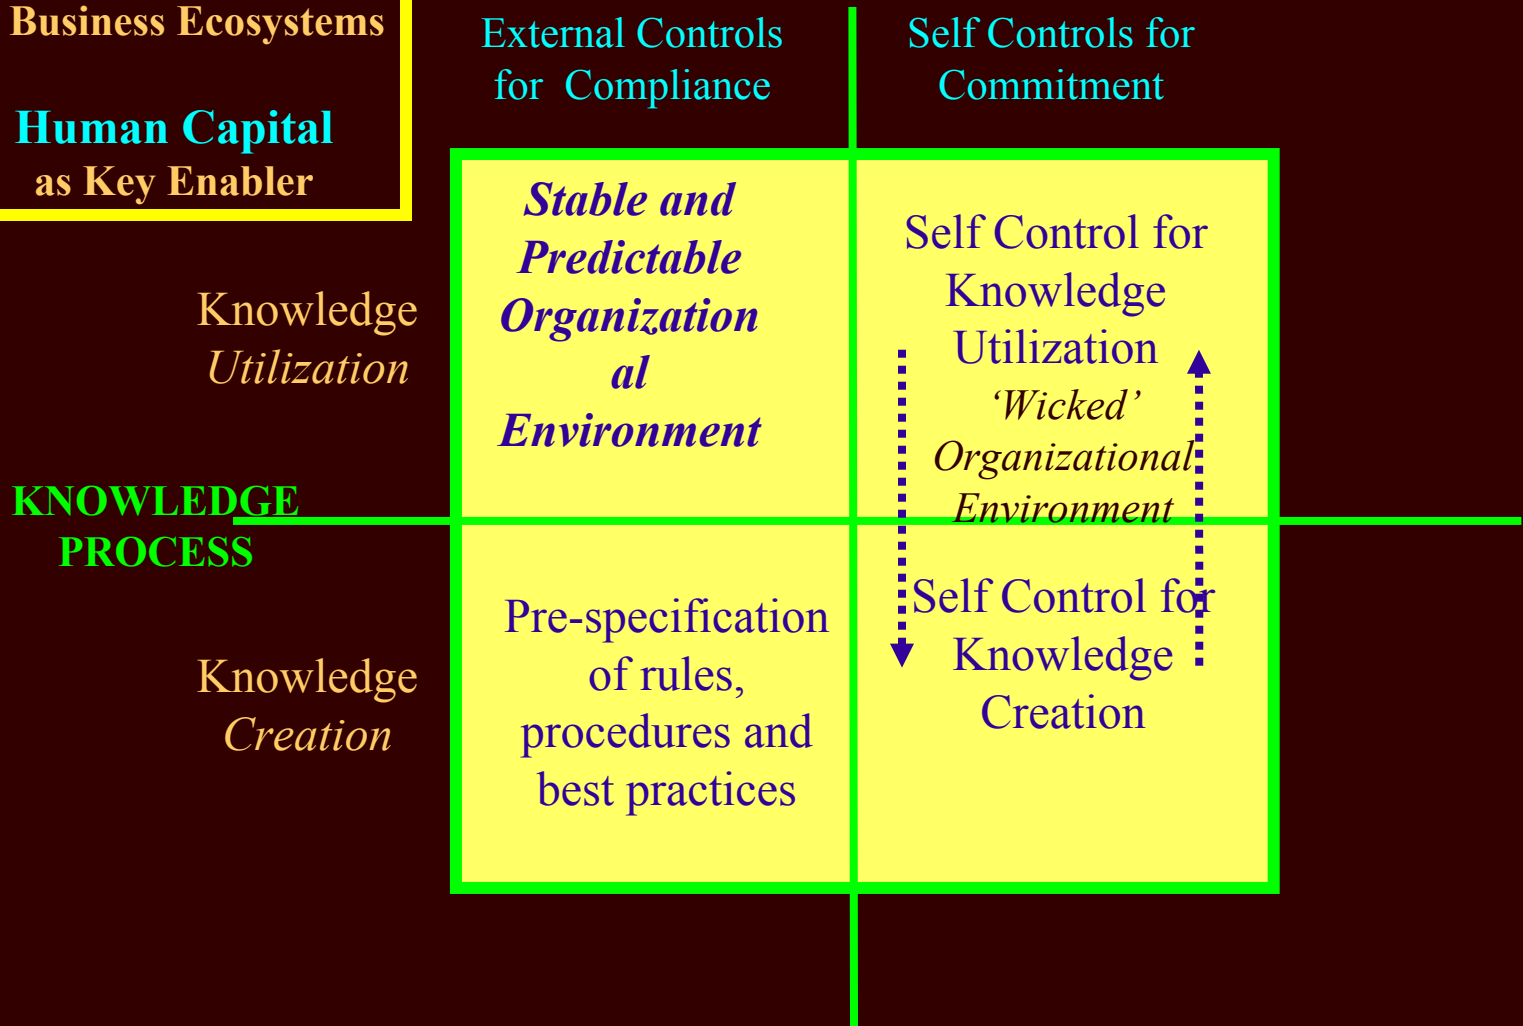 Business Ecosystems
Human Capital
as Key Enabler
External Controls
for Compliance
Self Controls for
Commitment
Knowledge
Utilization
Stable and
Predictable
Organization
al
Environment
Self Control for
Knowledge
Utilization
‘Wicked’
Organizational
Environment
KNOWLEDGE
PROCESS
Knowledge
Creation
Pre-specification
of rules,
procedures and
best practices
Self Control for
Knowledge
Creation